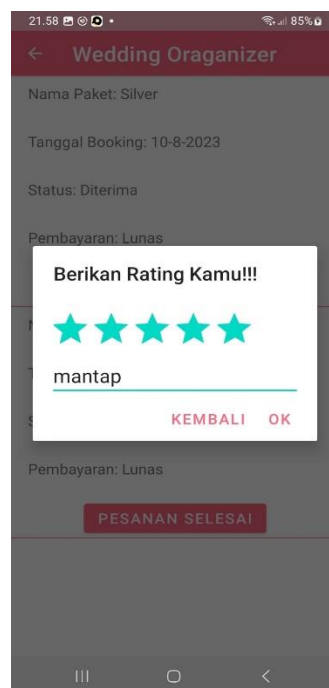 21.58
85%
Wedding Oraganizer
Nama Paket: Silver
Tanggal Booking: 10-8-2023
Status: Diterima
Pembayaran: Lunas
Berikan Rating Kamu!!!
mantap
KEMBALI OK
Pembayaran: Lunas
PESANAN SELESAI